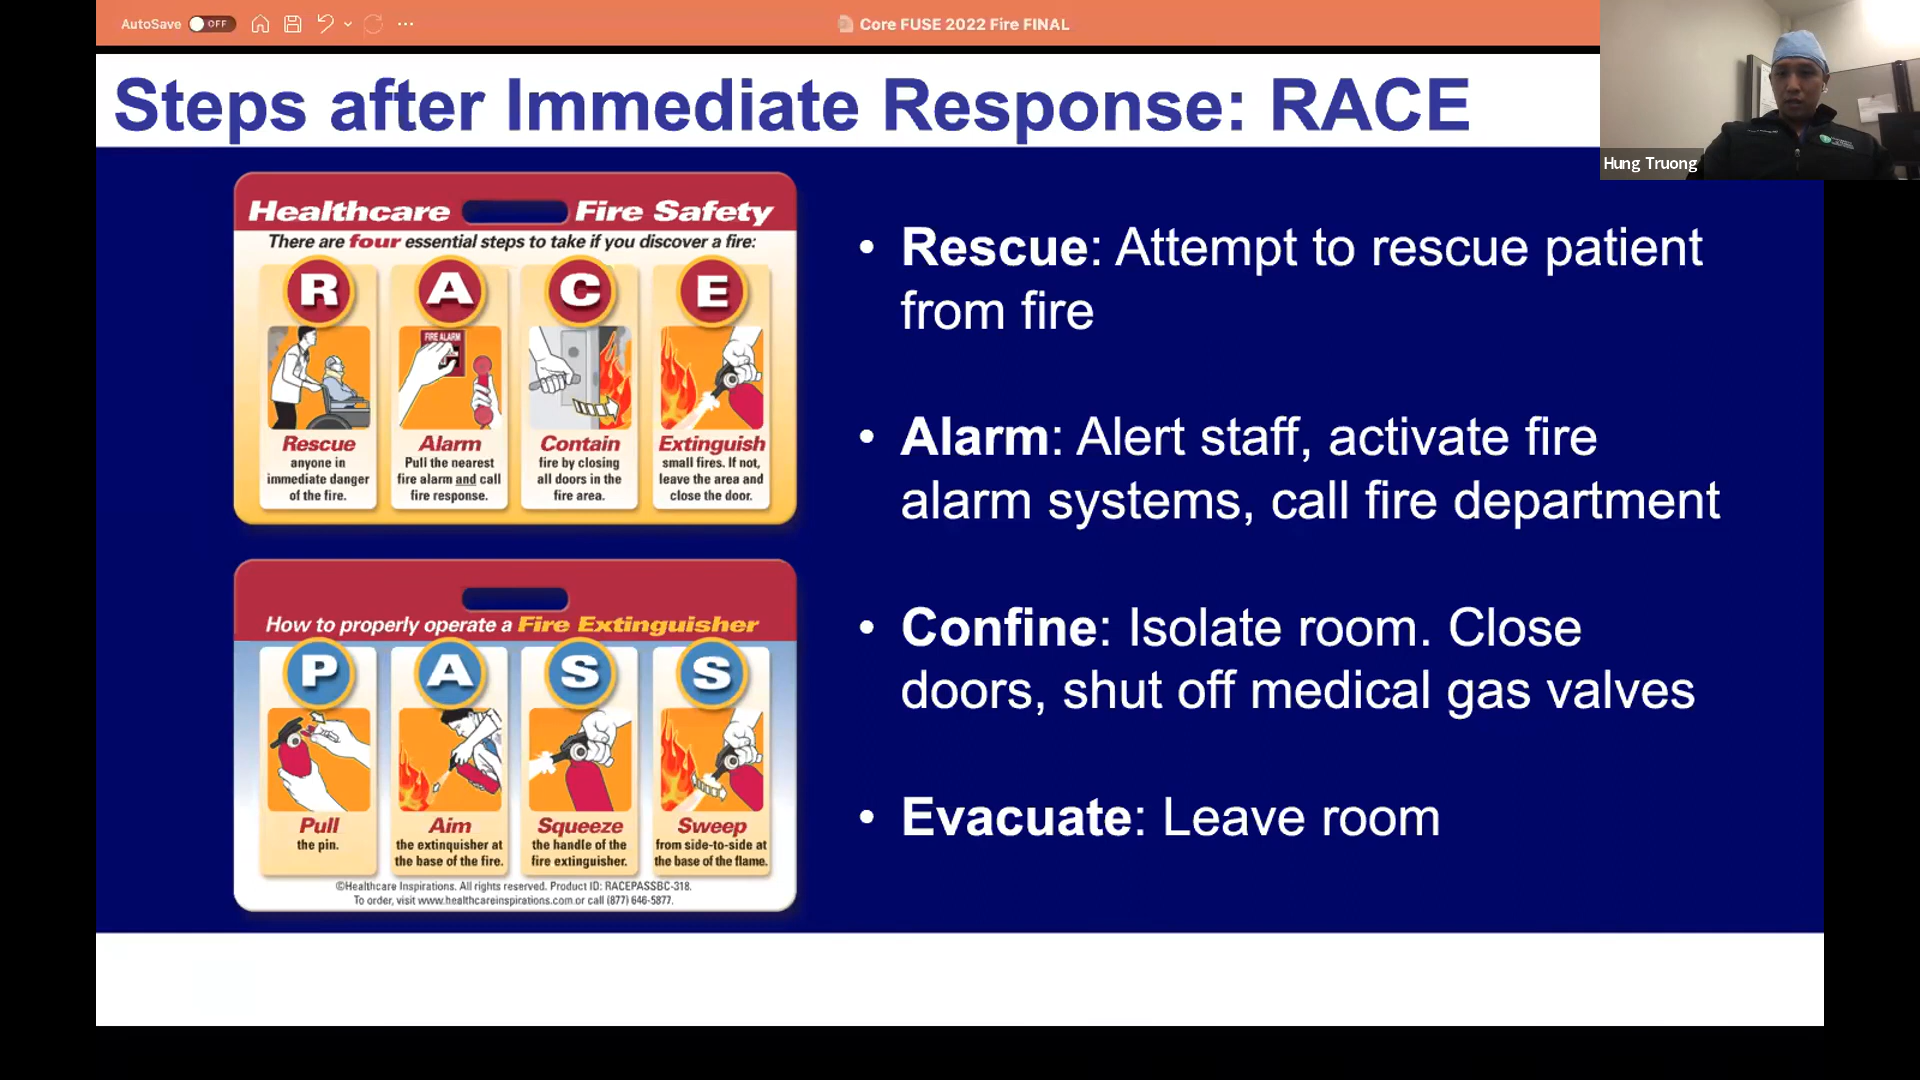 AutoSave OFF
Core FUSE 2022 Fire FINAL
Hung Truong
Steps after Immediate Response: RACE
Healthcare Fire Safety
There are four essential steps to take if you discover a fire:
R A C E
FIRE ALARM
Rescue
anyone in
immediate danger
of the fire.
Alarm
Pull the nearest
fire alarm and call
fire response.
Contain
fire by closing
all doors in the
fire area.
Extinguish
small fires. If not,
leave the area and
close the door.
How to properly operate a Fire Extinguisher
P A S S
Pull
the pin.
Aim
the extinquisher at
the base of the fire.
Squeeze
the handle of the
fire extinguisher.
Sweep
from side-to-side at
the base of the flame.
©Healthcare Inspirations. All rights reserved. Product ID: RACEPASSBC-318.
To order, visit www.healthcareinspirations.com or call (877) 646-5877.
• Rescue: Attempt to rescue patient
from fire
• Alarm: Alert staff, activate fire
alarm systems, call fire department
• Confine: Isolate room. Close
doors, shut off medical gas valves
• Evacuate: Leave room